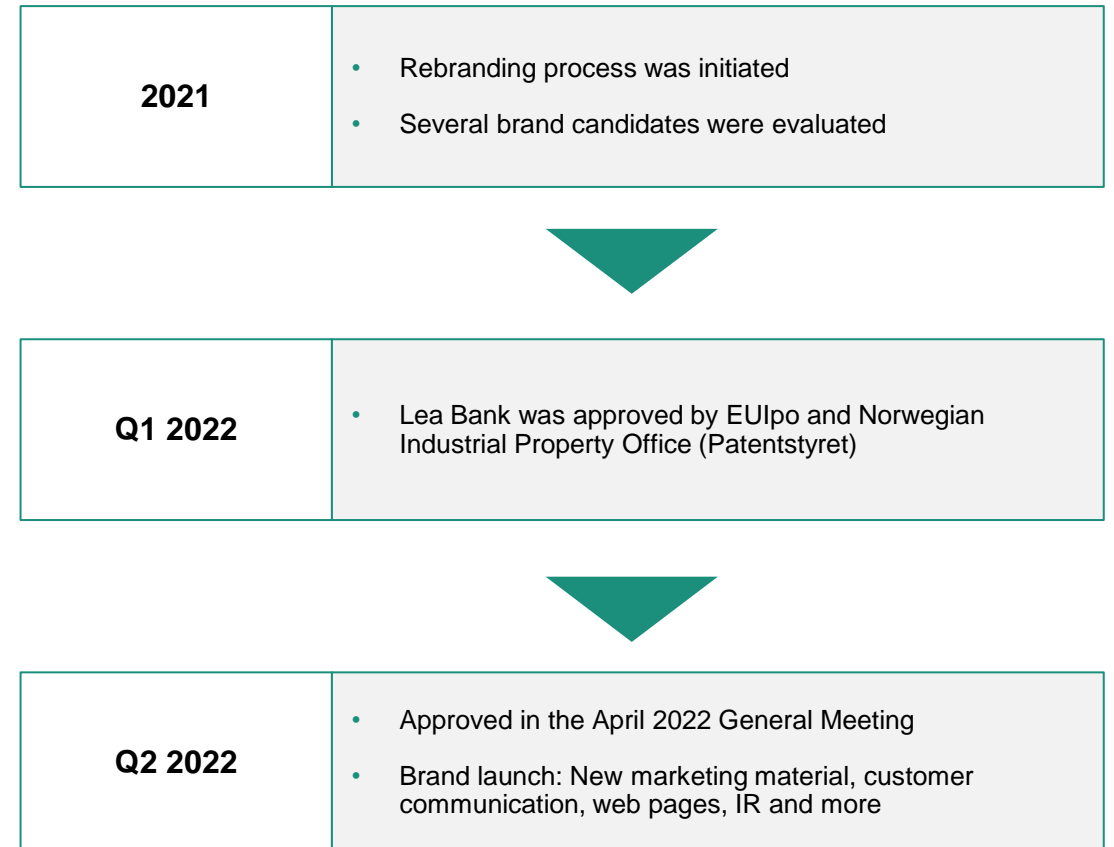 2021
• Rebranding process was initiated
• Several brand candidates were evaluated
Q1 2022
• Lea Bank was approved by EUIpo and Norwegian
Industrial Property Office (Patentstyret)
Q2 2022
• Approved in the April 2022 General Meeting
• Brand launch: New marketing material, customer
communication, web pages, IR and more